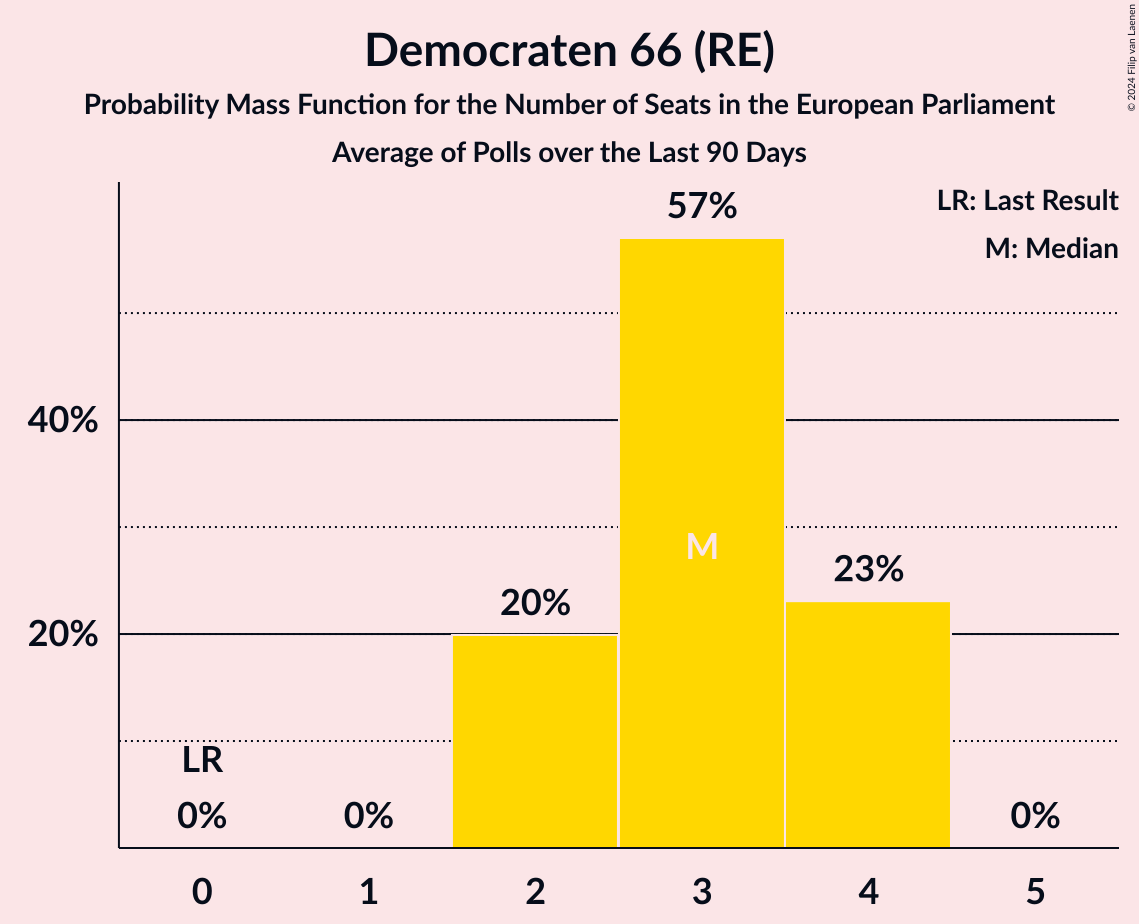 Democraten 66 (RE)
Probability Mass Function for the Number of Seats in the European Parliament
Average of Polls over the Last 90 Days
© 2024 Filip van Laenen
LR: Last Result
M: Median
57%
40%
M
23%
20%
20%
LR
0%
0%
0%
0 1 2 3 4 5